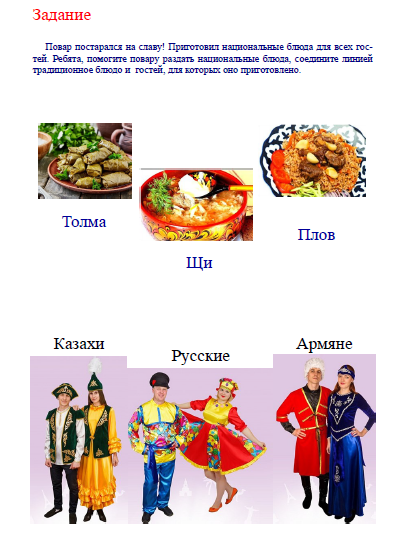 Задание
Повар постарался на славу! Приготовил национальные блюда для всех гос-
тей. Ребята, помогите повару раздать национальные блюда, соедините линией
традиционное блюдо и гостей, для которых оно приготовлено.
Толма
Щи
Плов
Казахи
Русские
Армяне